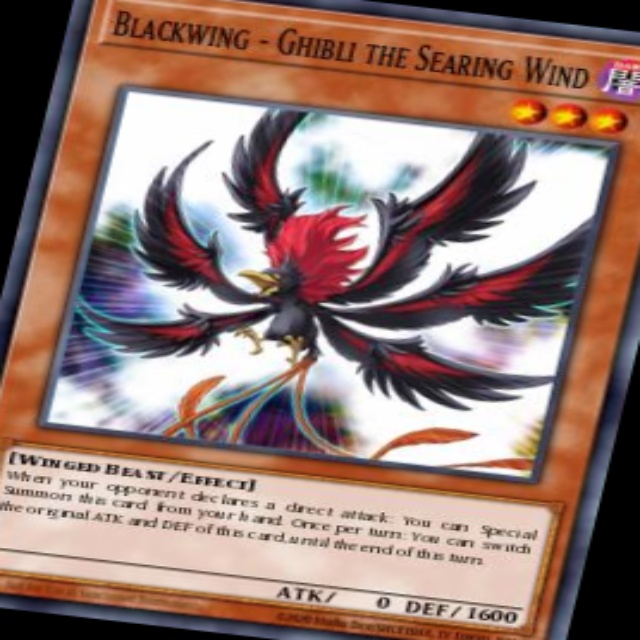 BLACKWING - GHIBLI THE SEARING WIND
闇
[WINGED BEAST/EFFECT]
When your opponent declares a direct attack: You can Special
Summon this card from your hand. Once per turn: You can switch
the original ATK and DEF of this card, until the end of this turn.
ATK/ 0 DEF/1600